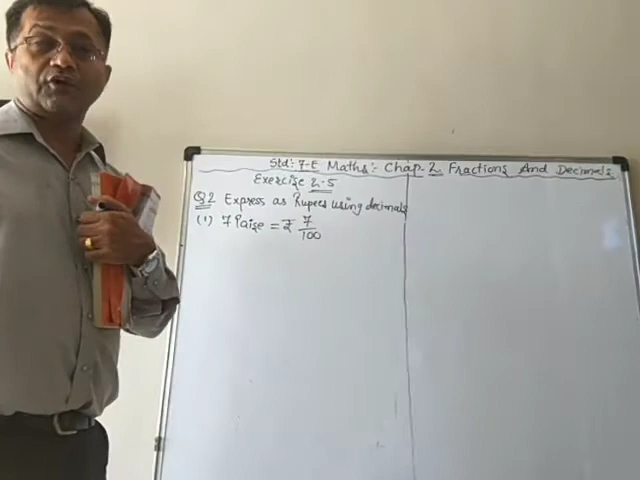 Std:- 7-E Maths:- Chap. 2. Fractions And Decimals.
Exercise 2.5
Q2 Express as Rupees using decimals
(1) 7 Paise = ₹ 7/100